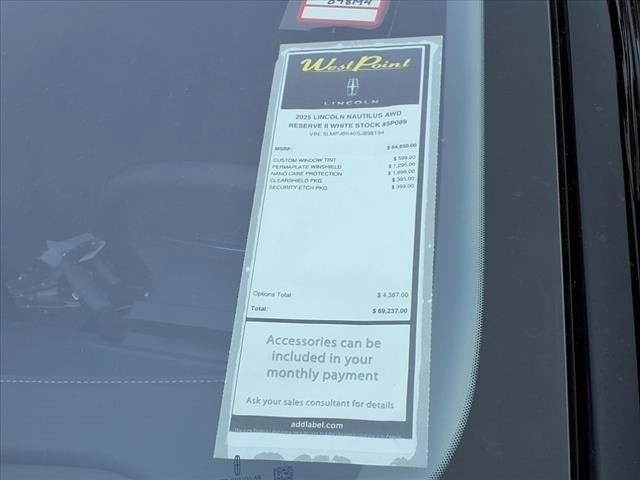 West Point
LINCOLN
2025 LINCOLN NAUTILUS AWD
RESERVE II WHITE STOCK #5P089
VIN: 5LMPJ8K40SJ898194
MSRP: $ 64,850.00
CUSTOM WINDOW TINT $ 599.00
PERMAPLATE WINSHIELD $ 1,295.00
NANO CARE PROTECTION $ 1,699.00
CLEARSHIELD PKG. $ 395.00
SECURITY ETCH PKG. $ 399.00
Options Total $ 4,387.00
Total: $ 69,237.00
Accessories can be
included in your
monthly payment
Ask your sales consultant for details
addlabel.com